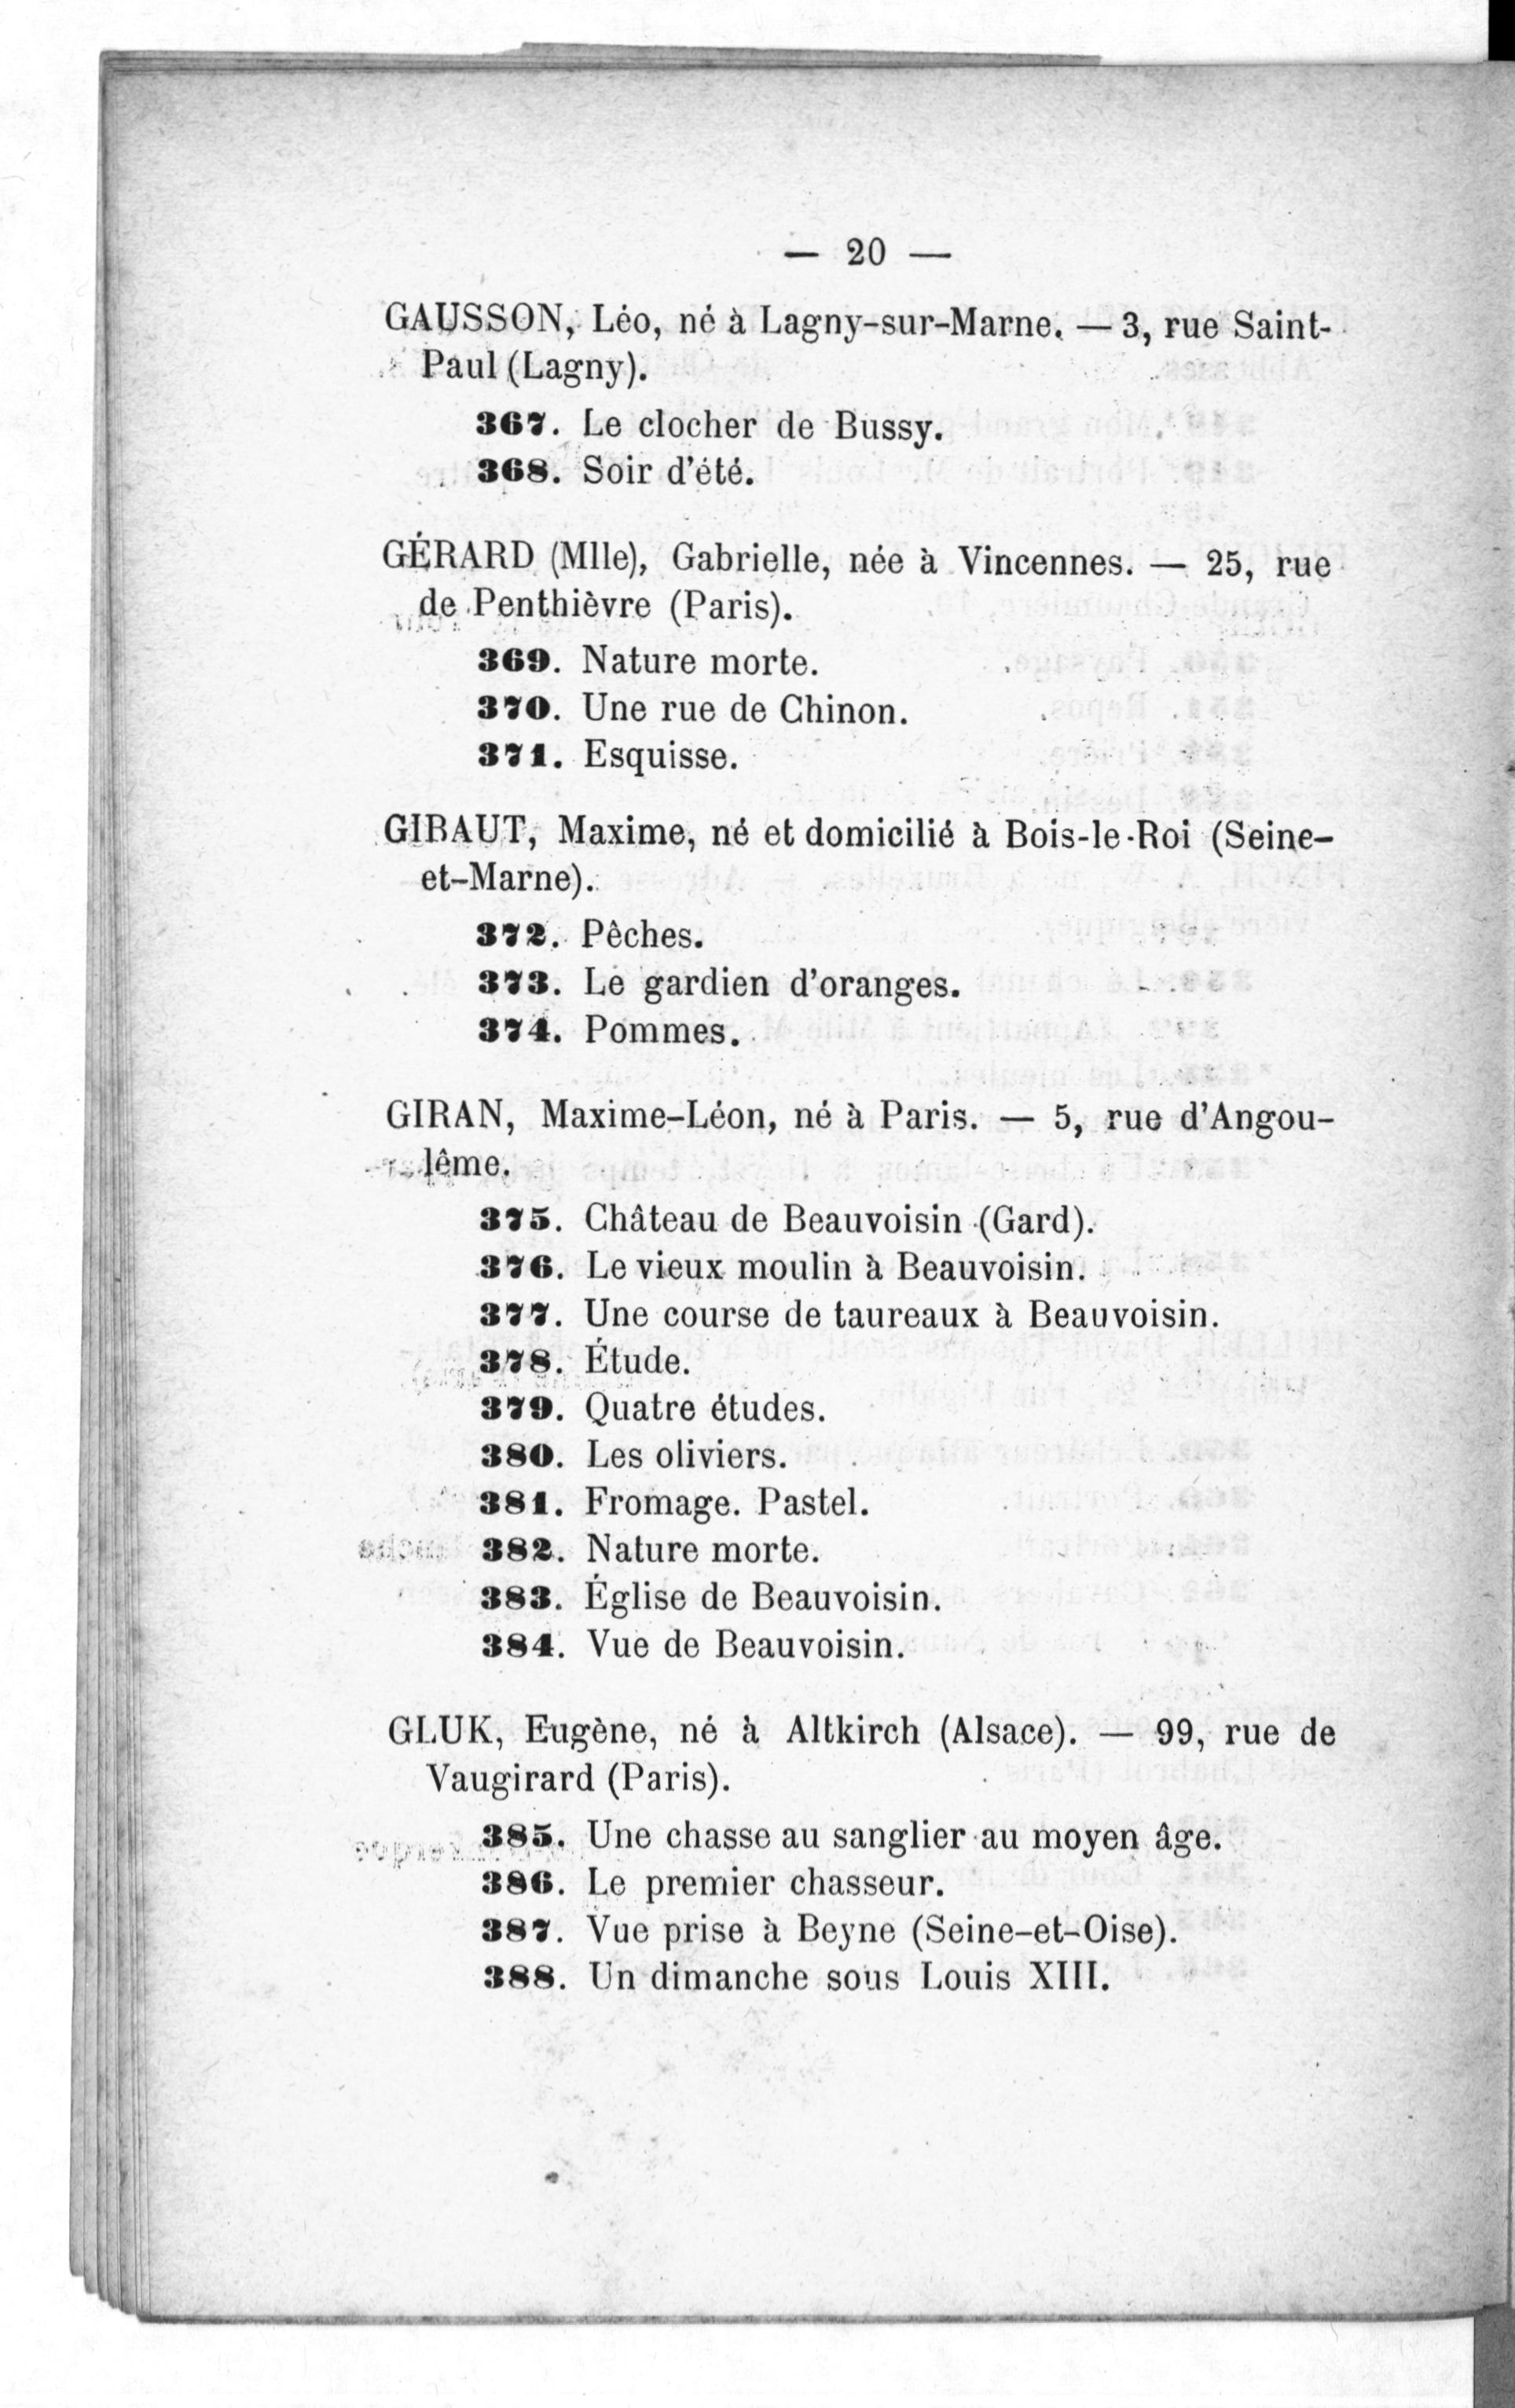 — 20 —
GAUSSON, Léo, né à Lagny-sur-Marne. — 3, rue Saint-
Paul (Lagny).
367. Le clocher de Bussy.
368. Soir d'été.
GÉRARD (Mlle), Gabrielle, née à Vincennes. — 25, rue
de Penthièvre (Paris).
369. Nature morte.
370. Une rue de Chinon.
371. Esquisse.
GIBAUT, Maxime, né et domicilié à Bois-le-Roi (Seine-
et-Marne).
372. Pêches.
373. Le gardien d'oranges.
374. Pommes.
GIRAN, Maxime-Léon, né à Paris. — 5, rue d'Angou-
lême.
375. Château de Beauvoisin (Gard).
376. Le vieux moulin à Beauvoisin.
377. Une course de taureaux à Beauvoisin.
378. Étude.
379. Quatre études.
380. Les oliviers.
381. Fromage. Pastel.
382. Nature morte.
383. Église de Beauvoisin.
384. Vue de Beauvoisin.
GLUK, Eugène, né à Altkirch (Alsace). — 99, rue de
Vaugirard (Paris).
385. Une chasse au sanglier au moyen âge.
386. Le premier chasseur.
387. Vue prise à Beyne (Seine-et-Oise).
388. Un dimanche sous Louis XIII.